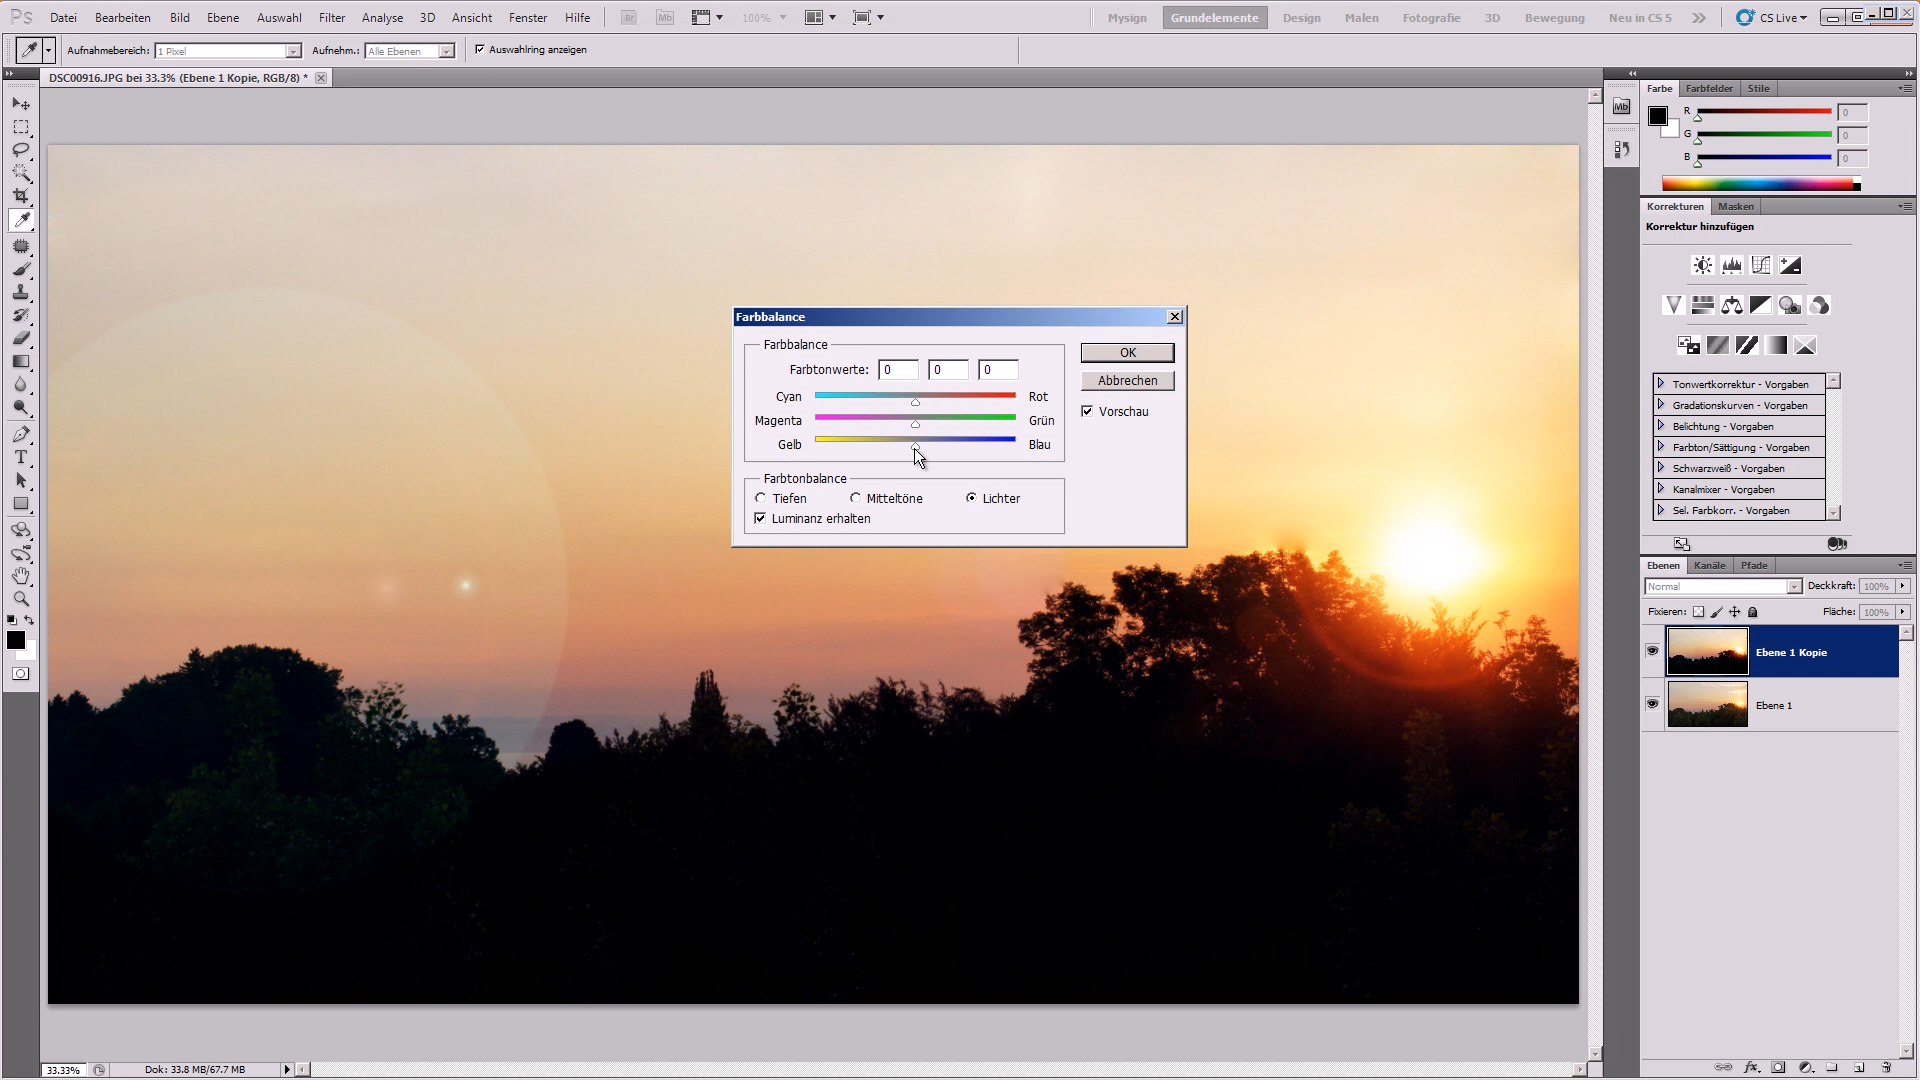 Ps Datei Bearbeiten Bild Ebene Auswahl Filter Analyse 3D Ansicht Fenster Hilfe Br Mb 100% Mysign Grundelemente Design Malen Fotografie 3D Bewegung Neu in CS 5 CS Live
Aufnahmebereich: 1 Pixel Aufnehm.: Alle Ebenen Auswahlring anzeigen
DSC00916.JPG bei 33.3% (Ebene 1 Kopie, RGB/8) *
Farbbalance
Farbbalance
Farbtonwerte: 0 0 0
Cyan Rot
Magenta Grün
Gelb Blau
Farbtonbalance
Tiefen Mitteltöne Lichter
Luminanz erhalten
OK
Abbrechen
Vorschau
Mb
Farbe Farbfelder Stile
R 0
G 0
B 0
Korrekturen Masken
Korrektur hinzufügen
Tonwertkorrektur - Vorgaben
Gradationskurven - Vorgaben
Belichtung - Vorgaben
Farbton/Sättigung - Vorgaben
Schwarzweiß - Vorgaben
Kanalmixer - Vorgaben
Sel. Farbkorr. - Vorgaben
Ebenen Kanäle Pfade
Normal Deckkraft: 100%
Fixieren: Fläche: 100%
Ebene 1 Kopie
Ebene 1
33.33% Dok: 33.8 MB/67.7 MB
fx